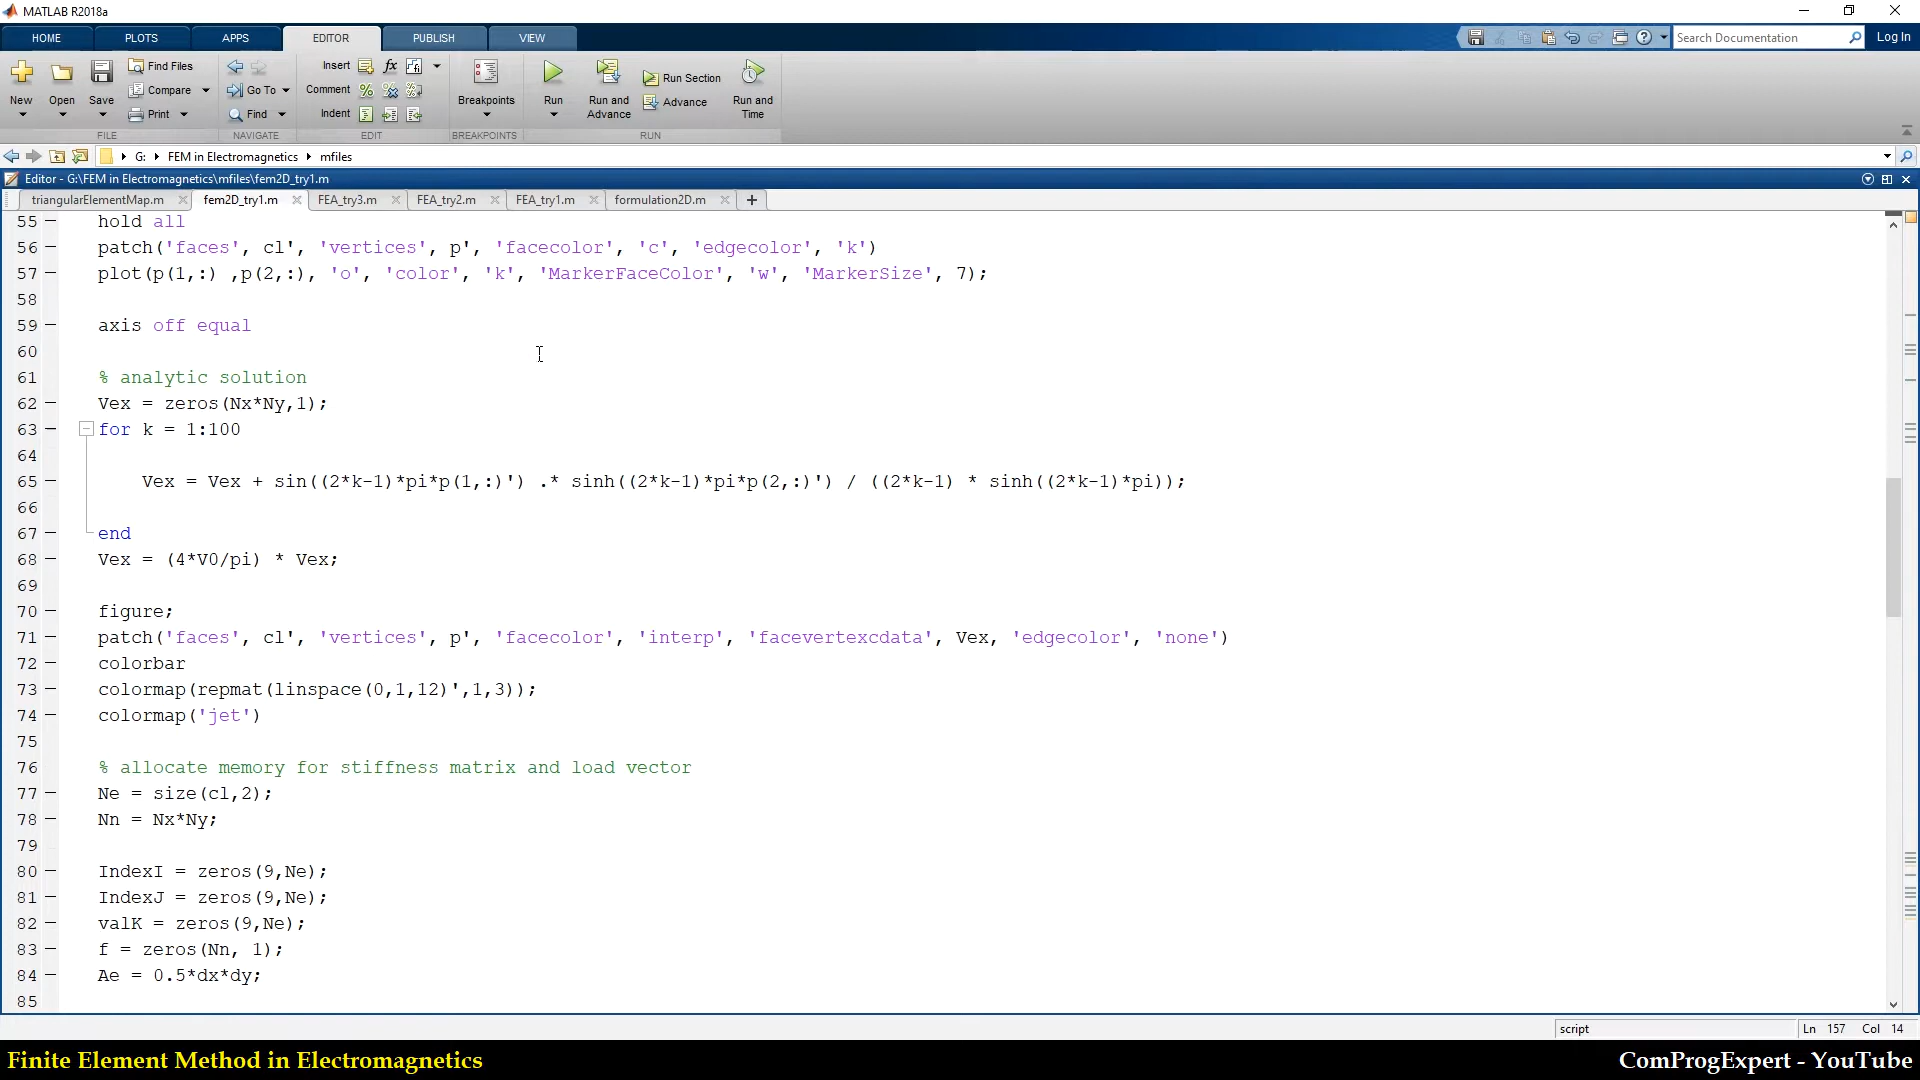 MATLAB R2018a
HOME PLOTS APPS EDITOR PUBLISH VIEW Search Documentation Log In
New Open Save Find Files Compare Print Go To Find Insert Comment Indent fx Breakpoints Run Run and Advance Run Section Advance Run and Time
FILE NAVIGATE EDIT BREAKPOINTS RUN
G: FEM in Electromagnetics mfiles
Editor - G:\FEM in Electromagnetics\mfiles\fem2D_try1.m
triangularElementMap.m fem2D_try1.m FEA_try3.m FEA_try2.m FEA_try1.m formulation2D.m
55 hold all
56 patch('faces', cl', 'vertices', p', 'facecolor', 'c', 'edgecolor', 'k')
57 plot(p(1,:) ,p(2,:), 'o', 'color', 'k', 'MarkerFaceColor', 'w', 'MarkerSize', 7);
58
59 axis off equal
60
61 % analytic solution
62 Vex = zeros(Nx*Ny,1);
63 for k = 1:100
64
65 Vex = Vex + sin((2*k-1)*pi*p(1,:)') .* sinh((2*k-1)*pi*p(2,:)') / ((2*k-1) * sinh((2*k-1)*pi));
66
67 end
68 Vex = (4*V0/pi) * Vex;
69
70 figure;
71 patch('faces', cl', 'vertices', p', 'facecolor', 'interp', 'facevertexcdata', Vex, 'edgecolor', 'none')
72 colorbar
73 colormap(repmat(linspace(0,1,12)',1,3));
74 colormap('jet')
75
76 % allocate memory for stiffness matrix and load vector
77 Ne = size(cl,2);
78 Nn = Nx*Ny;
79
80 IndexI = zeros(9,Ne);
81 IndexJ = zeros(9,Ne);
82 valK = zeros(9,Ne);
83 f = zeros(Nn, 1);
84 Ae = 0.5*dx*dy;
85
script Ln 157 Col 14
Finite Element Method in Electromagnetics ComProgExpert - YouTube